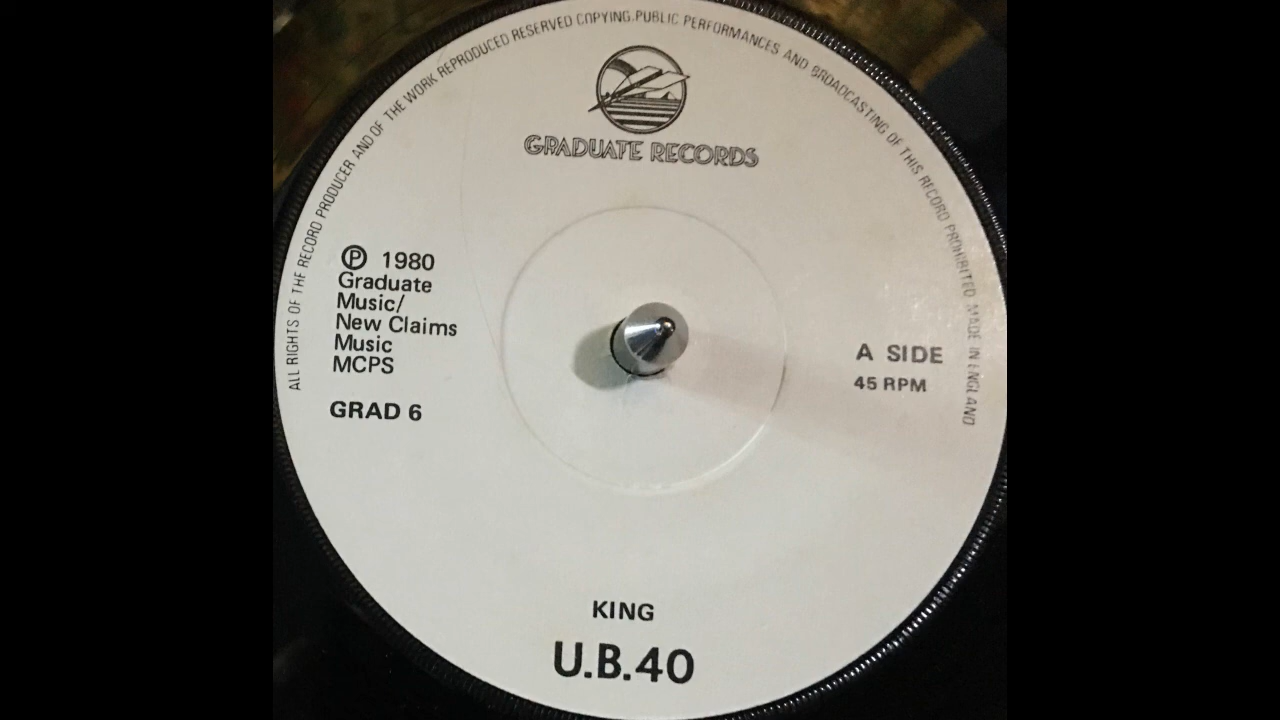 ALL RIGHTS OF THE RECORD PRODUCER AND OF THE WORK REPRODUCED RESERVED COPYING.PUBLIC PERFORMANCES AND BROADCASTING OF THIS RECORD PROHIBITED MADE IN ENGLAND
GRADUATE RECORDS
Ⓟ 1980
Graduate
Music/
New Claims
Music
MCPS
GRAD 6
A SIDE
45 RPM
KING
U.B.40